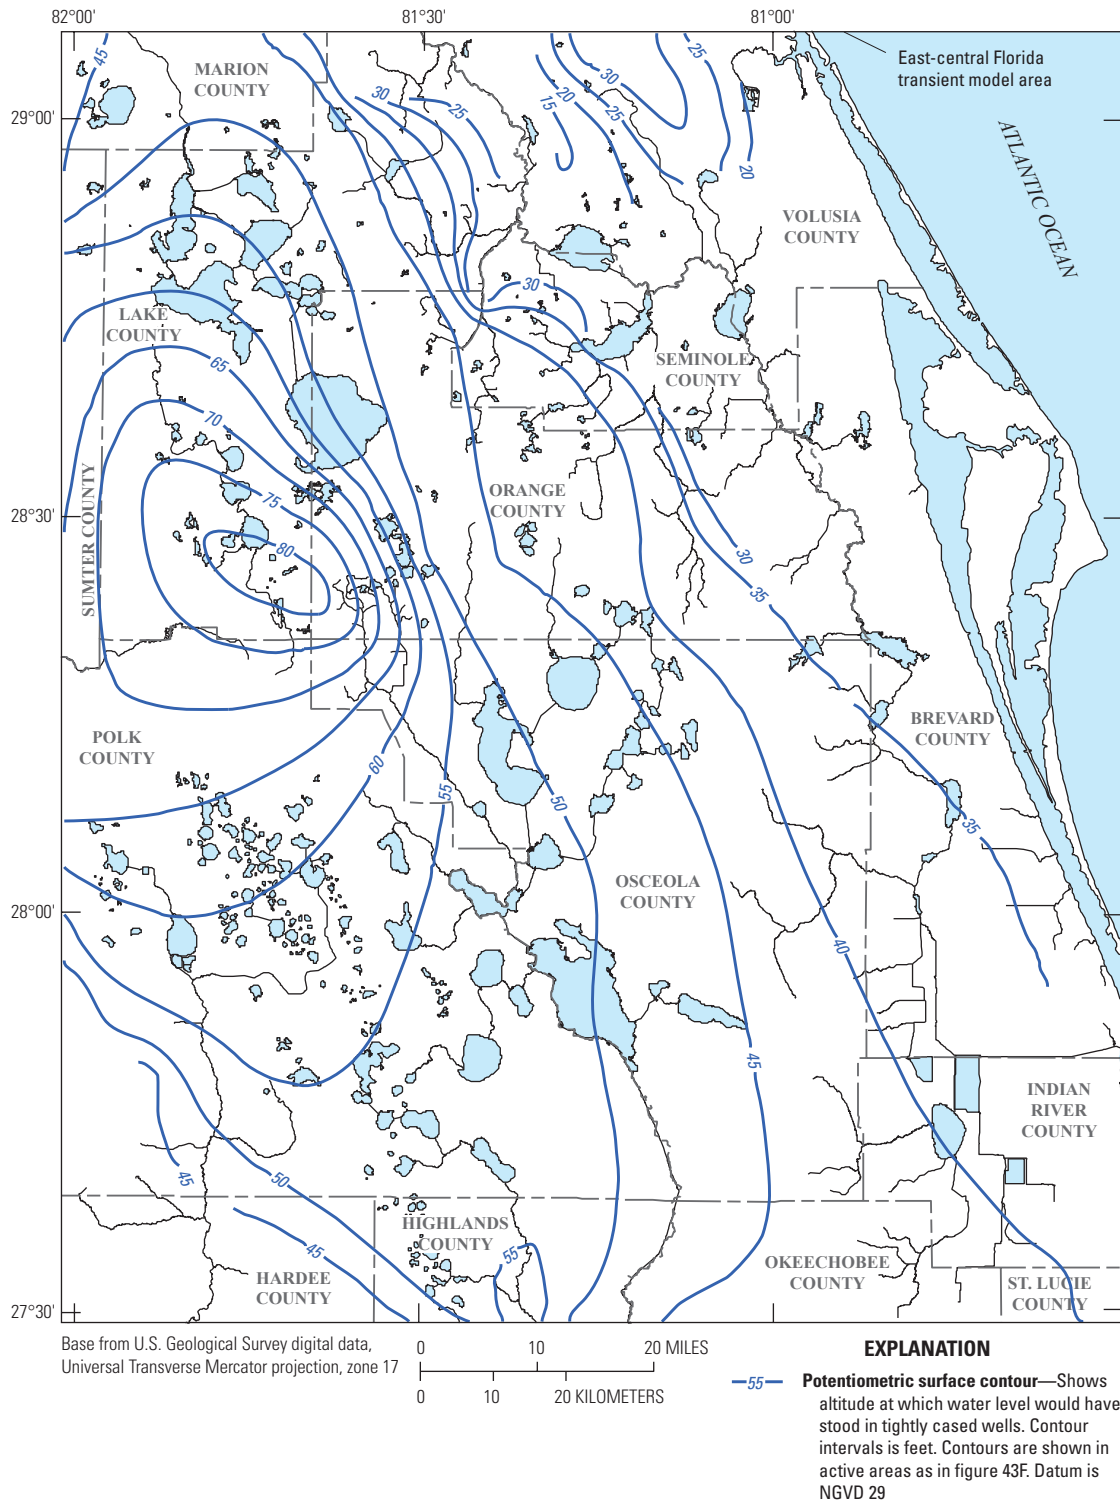 82°00'
81°30'
81°00'
29°00'
28°30'
28°00'
27°30'
East-central Florida
transient model area
ATLANTIC OCEAN
MARION
COUNTY
VOLUSIA
COUNTY
LAKE
COUNTY
SEMINOLE
COUNTY
SUMTER COUNTY
ORANGE
COUNTY
POLK
COUNTY
BREVARD
COUNTY
OSCEOLA
COUNTY
INDIAN
RIVER
COUNTY
HIGHLANDS
COUNTY
HARDEE
COUNTY
OKEECHOBEE
COUNTY
ST. LUCIE
COUNTY
45
30
25
15
20
25
30
25
20
30
65
70
75
80
30
35
60
55
50
35
40
45
45
50
45
55
Base from U.S. Geological Survey digital data,
Universal Transverse Mercator projection, zone 17
0 10 20 MILES
0 10 20 KILOMETERS
EXPLANATION
55 Potentiometric surface contour—Shows
altitude at which water level would have
stood in tightly cased wells. Contour
intervals is feet. Contours are shown in
active areas as in figure 43F. Datum is
NGVD 29